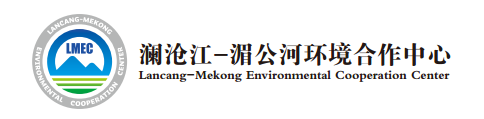 LANCANG-MEKONG
LMEC
ENVIRONMENTAL COOPERATION CENTER
澜沧江-湄公河环境合作中心
Lancang-Mekong Environmental Cooperation Center